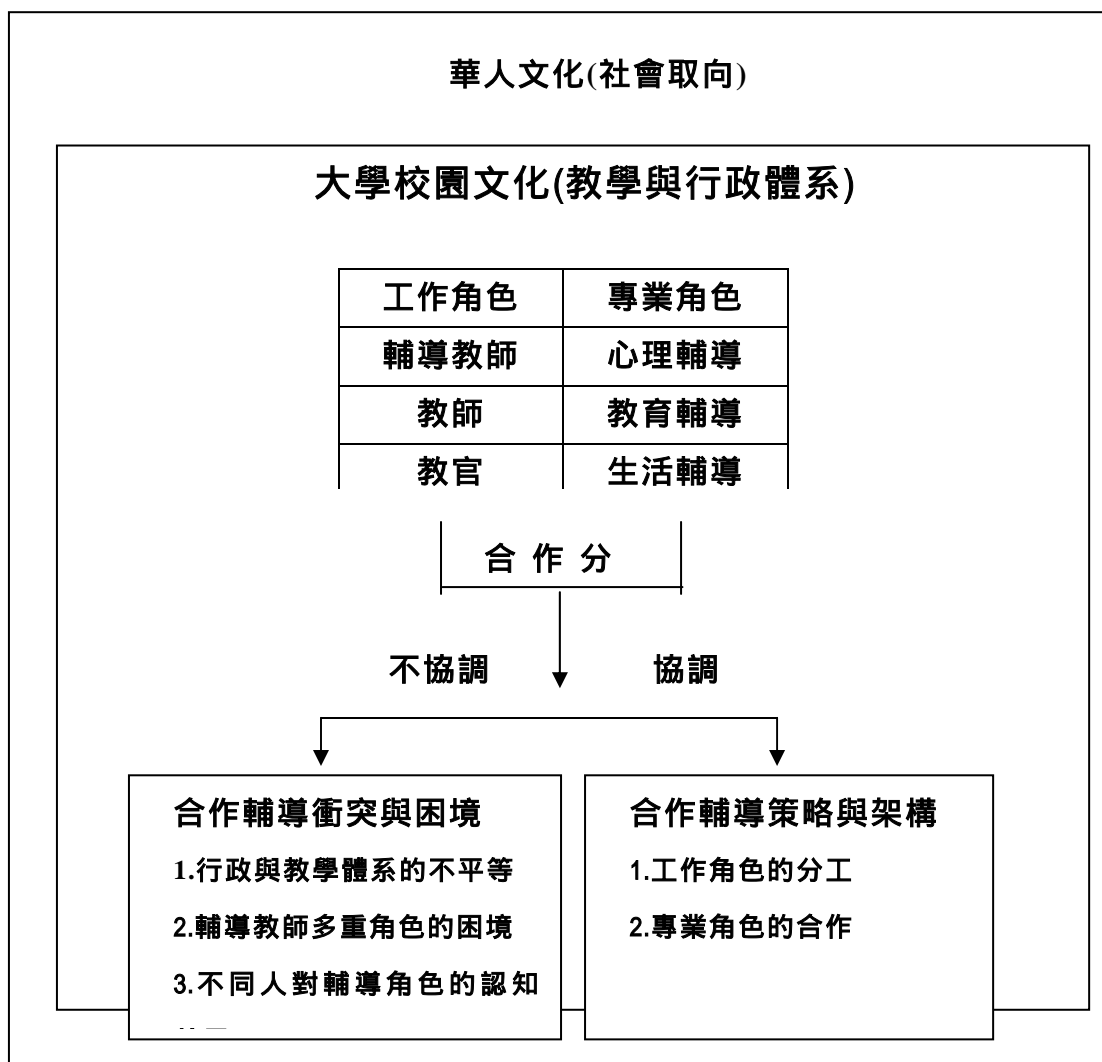 華人文化(社會取向)
大學校園文化(教學與行政體系)
工作角色 專業角色
輔導教師 心理輔導
教師 教育輔導
教官 生活輔導
合作分
不協調 協調
合作輔導衝突與困境
1.行政與教學體系的不平等
2.輔導教師多重角色的困境
3.不同人對輔導角色的認知
合作輔導策略與架構
1.工作角色的分工
2.專業角色的合作